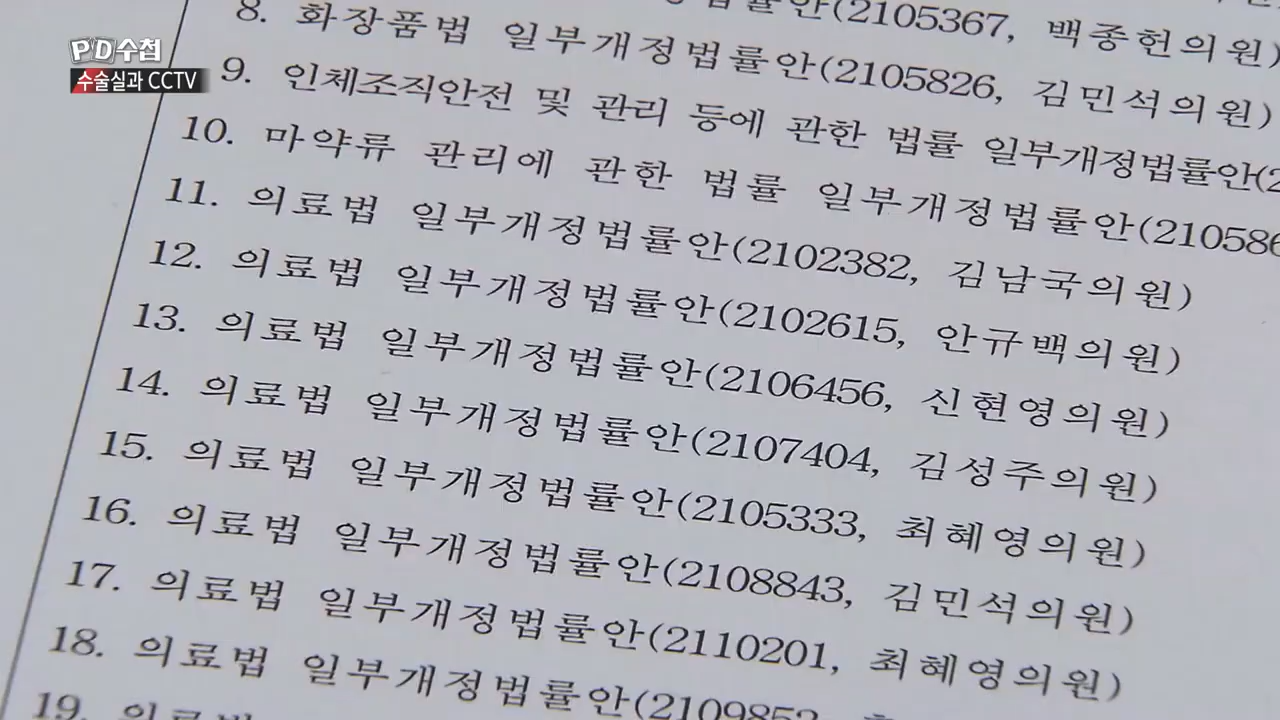 PD수첩
수술실과 CCTV
법률안(2105367, 백종헌의원)
8. 화장품법 일부개정법률안(2105826, 김민석의원)
9. 인체조직안전 및 관리 등에 관한 법률 일부개정법률안(2
10. 마약류 관리에 관한 법률 일부개정법률안(210586
11. 의료법 일부개정법률안(2102382, 김남국의원)
12. 의료법 일부개정법률안(2102615, 안규백의원)
13. 의료법 일부개정법률안(2106456, 신현영의원)
14. 의료법 일부개정법률안(2107404, 김성주의원)
15. 의료법 일부개정법률안(2105333, 최혜영의원)
16. 의료법 일부개정법률안(2108843, 김민석의원)
17. 의료법 일부개정법률안(2110201, 최혜영의원)
18. 의료법 일부개정법률안(2109852,
19. 의료법